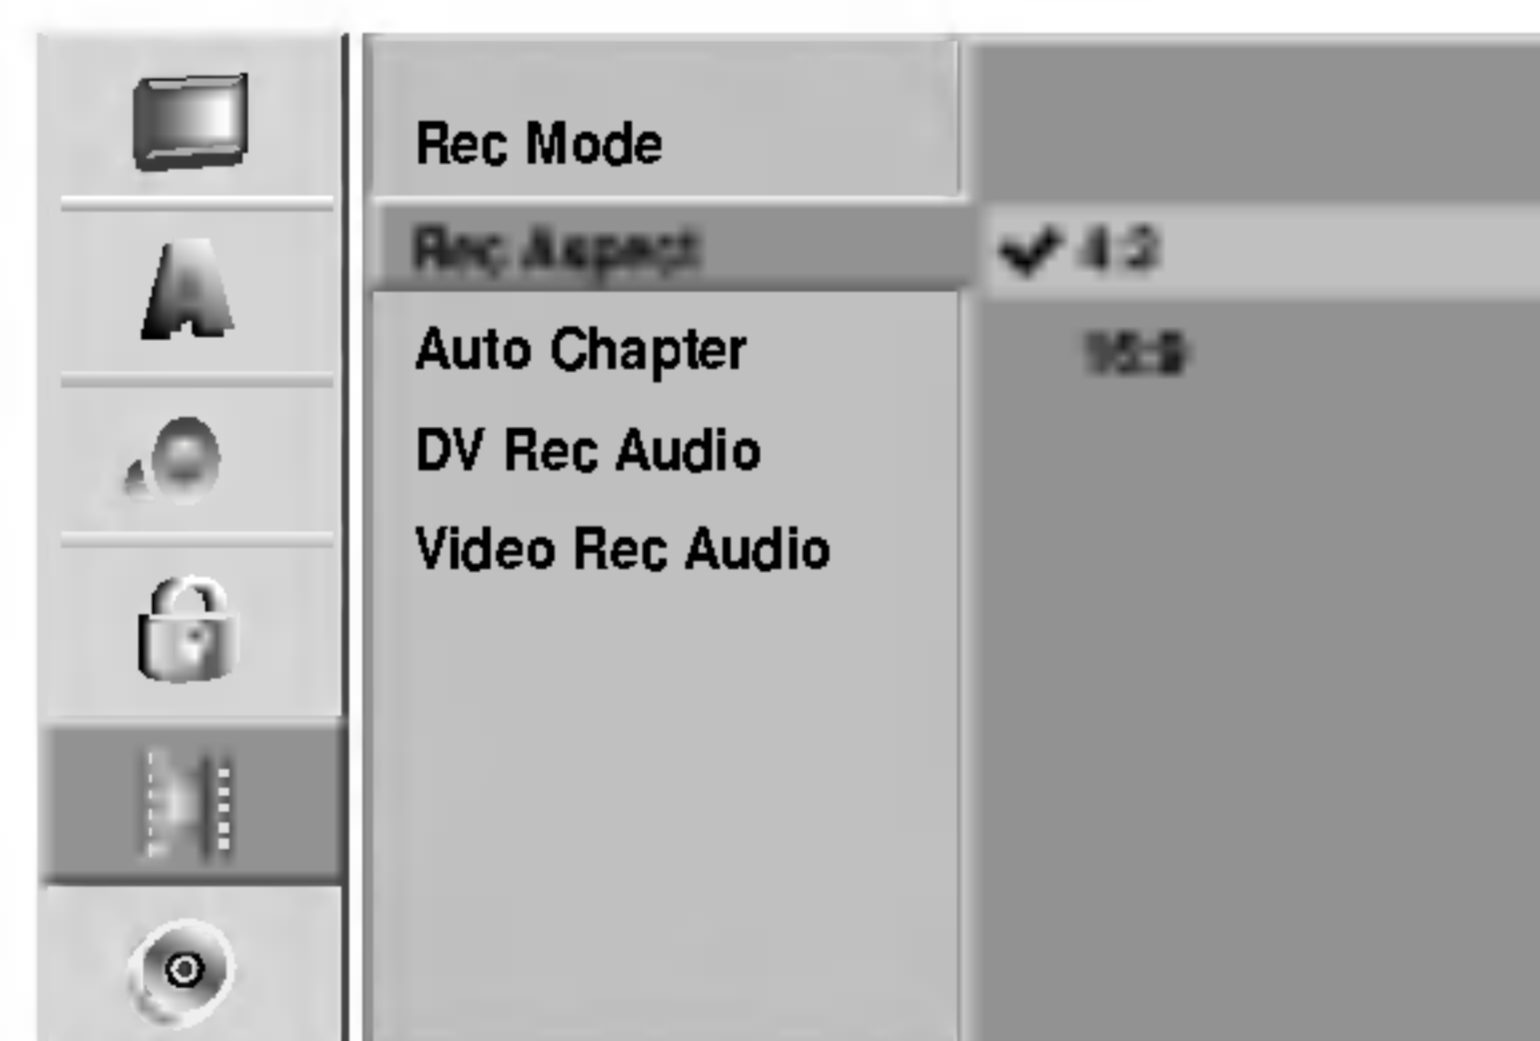 Rec Mode
Rec Aspect
4:3
Auto Chapter
16:9
DV Rec Audio
Video Rec Audio